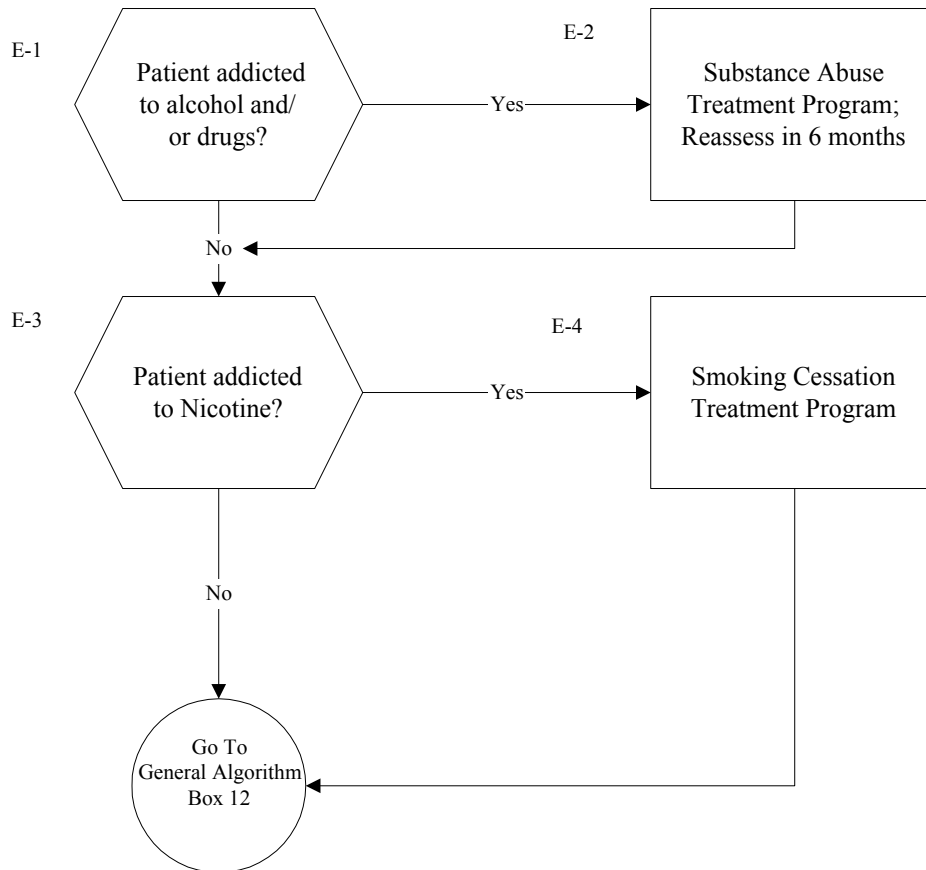 E-1
Patient addicted
to alcohol and/
or drugs?
Yes
E-2
Substance Abuse
Treatment Program;
Reassess in 6 months
No
E-3
Patient addicted
to Nicotine?
Yes
E-4
Smoking Cessation
Treatment Program
No
Go To
General Algorithm
Box 12